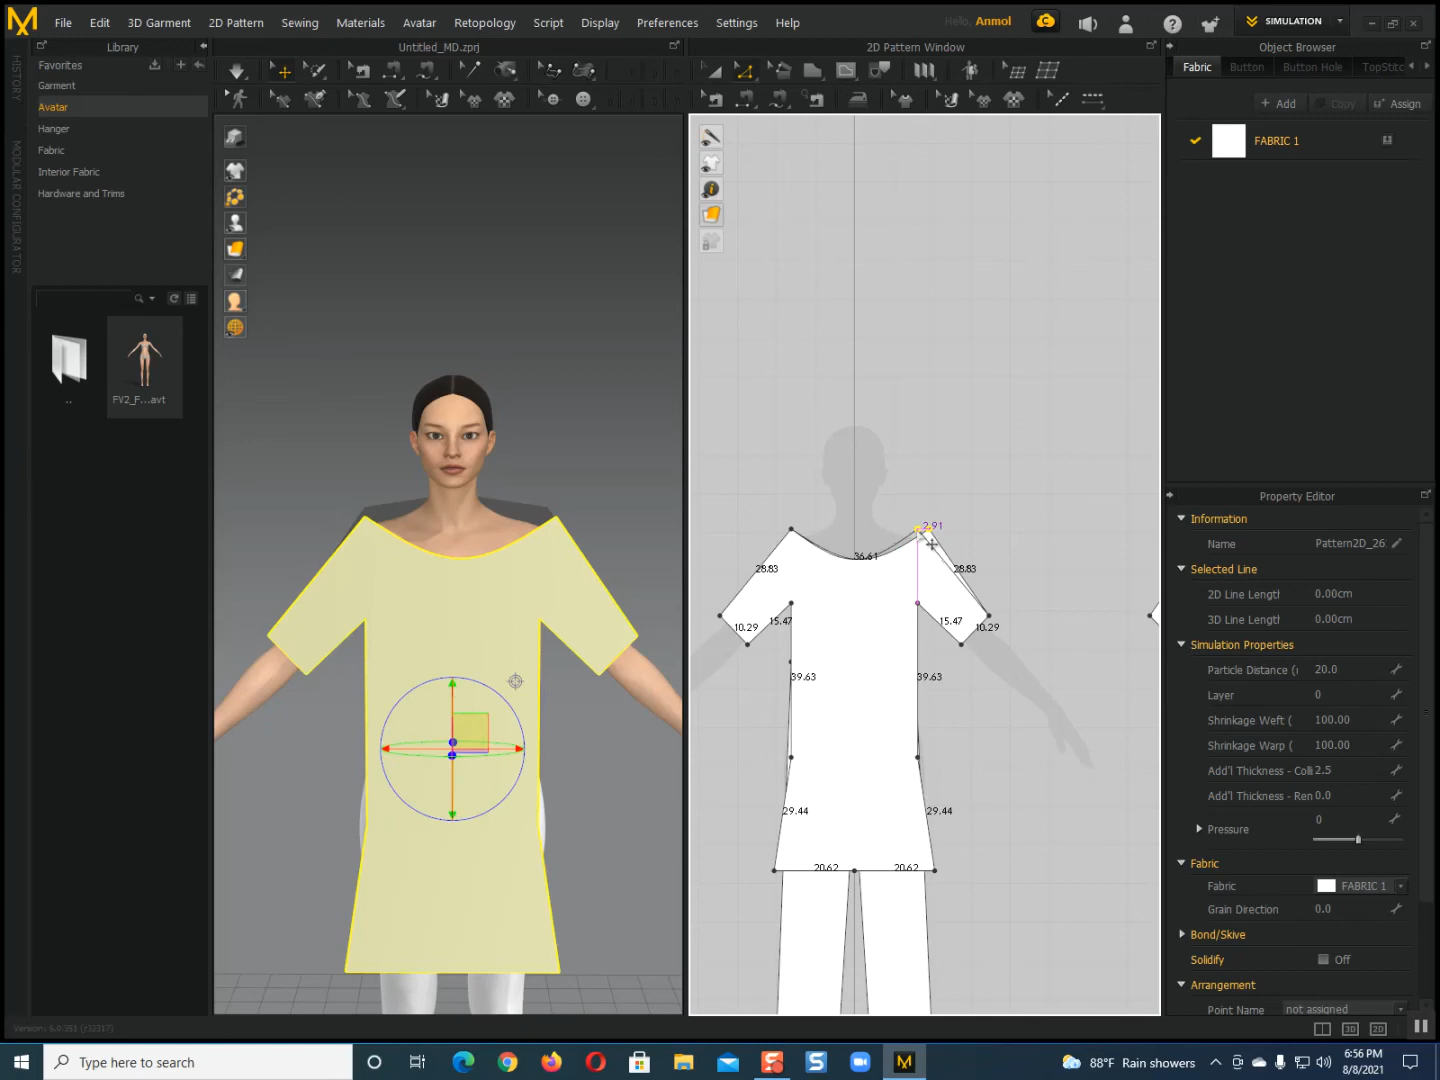 File Edit 3D Garment 2D Pattern Sewing Materials Avatar Retopology Script Display Preferences Settings Help
Hello, Anmol
SIMULATION
HISTORY
MODULAR CONFIGURATOR
Library
Favorites
Garment
Avatar
Hanger
Fabric
Interior Fabric
Hardware and Trims
..
FV2_F...avt
Untitled_MD.zprj
2D Pattern Window
2.91
36.61
28.83
28.83
10.29
15.47
15.47
10.29
39.63
39.63
29.44
29.44
20.62
20.62
Object Browser
Fabric Button Button Hole TopStitc
+ Add Copy Assign
FABRIC 1
Property Editor
Information
Name Pattern2D_26
Selected Line
2D Line Length 0.00cm
3D Line Length 0.00cm
Simulation Properties
Particle Distance ( 20.0
Layer 0
Shrinkage Weft ( 100.00
Shrinkage Warp ( 100.00
Add'l Thickness - Colli 2.5
Add'l Thickness - Ren 0.0
Pressure 0
Fabric
Fabric FABRIC 1
Grain Direction 0.0
Bond/Skive
Solidify Off
Arrangement
Point Name not assigned
3D 2D
Type here to search
88°F Rain showers
6:56 PM
8/8/2021